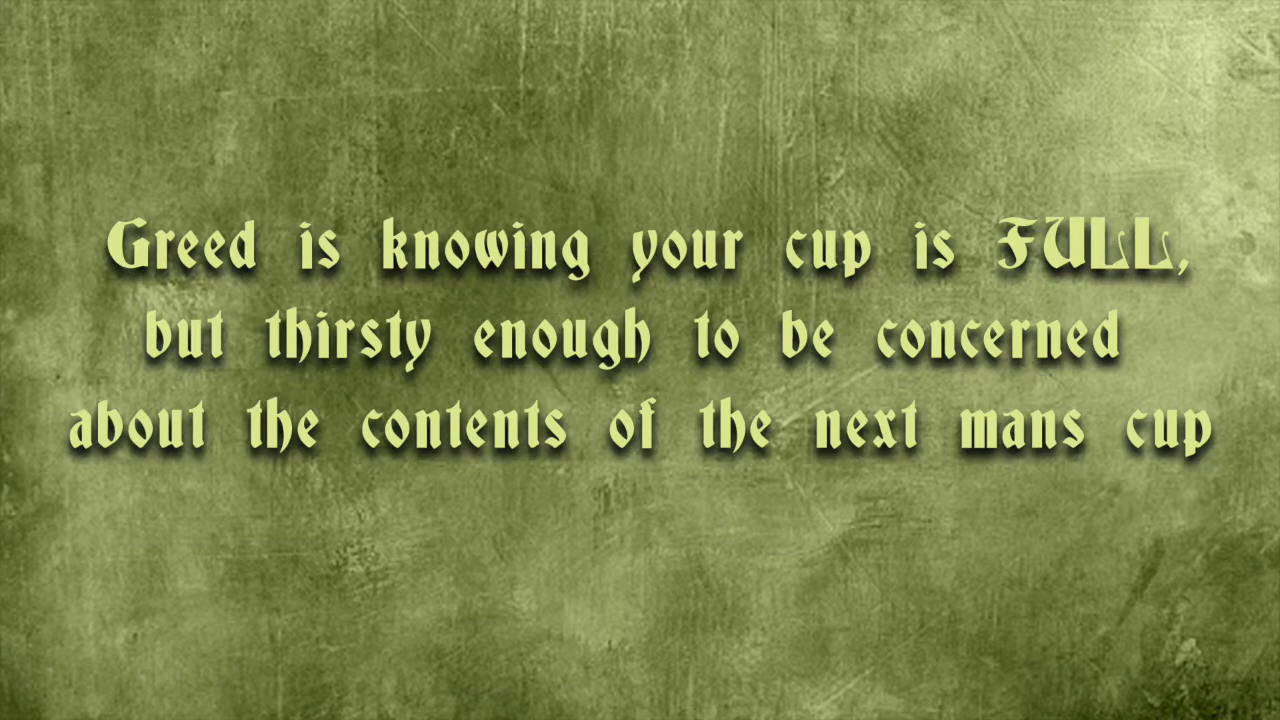 Greed is knowing your cup is FULL,
but thirsty enough to be concerned
about the contents of the next mans cup